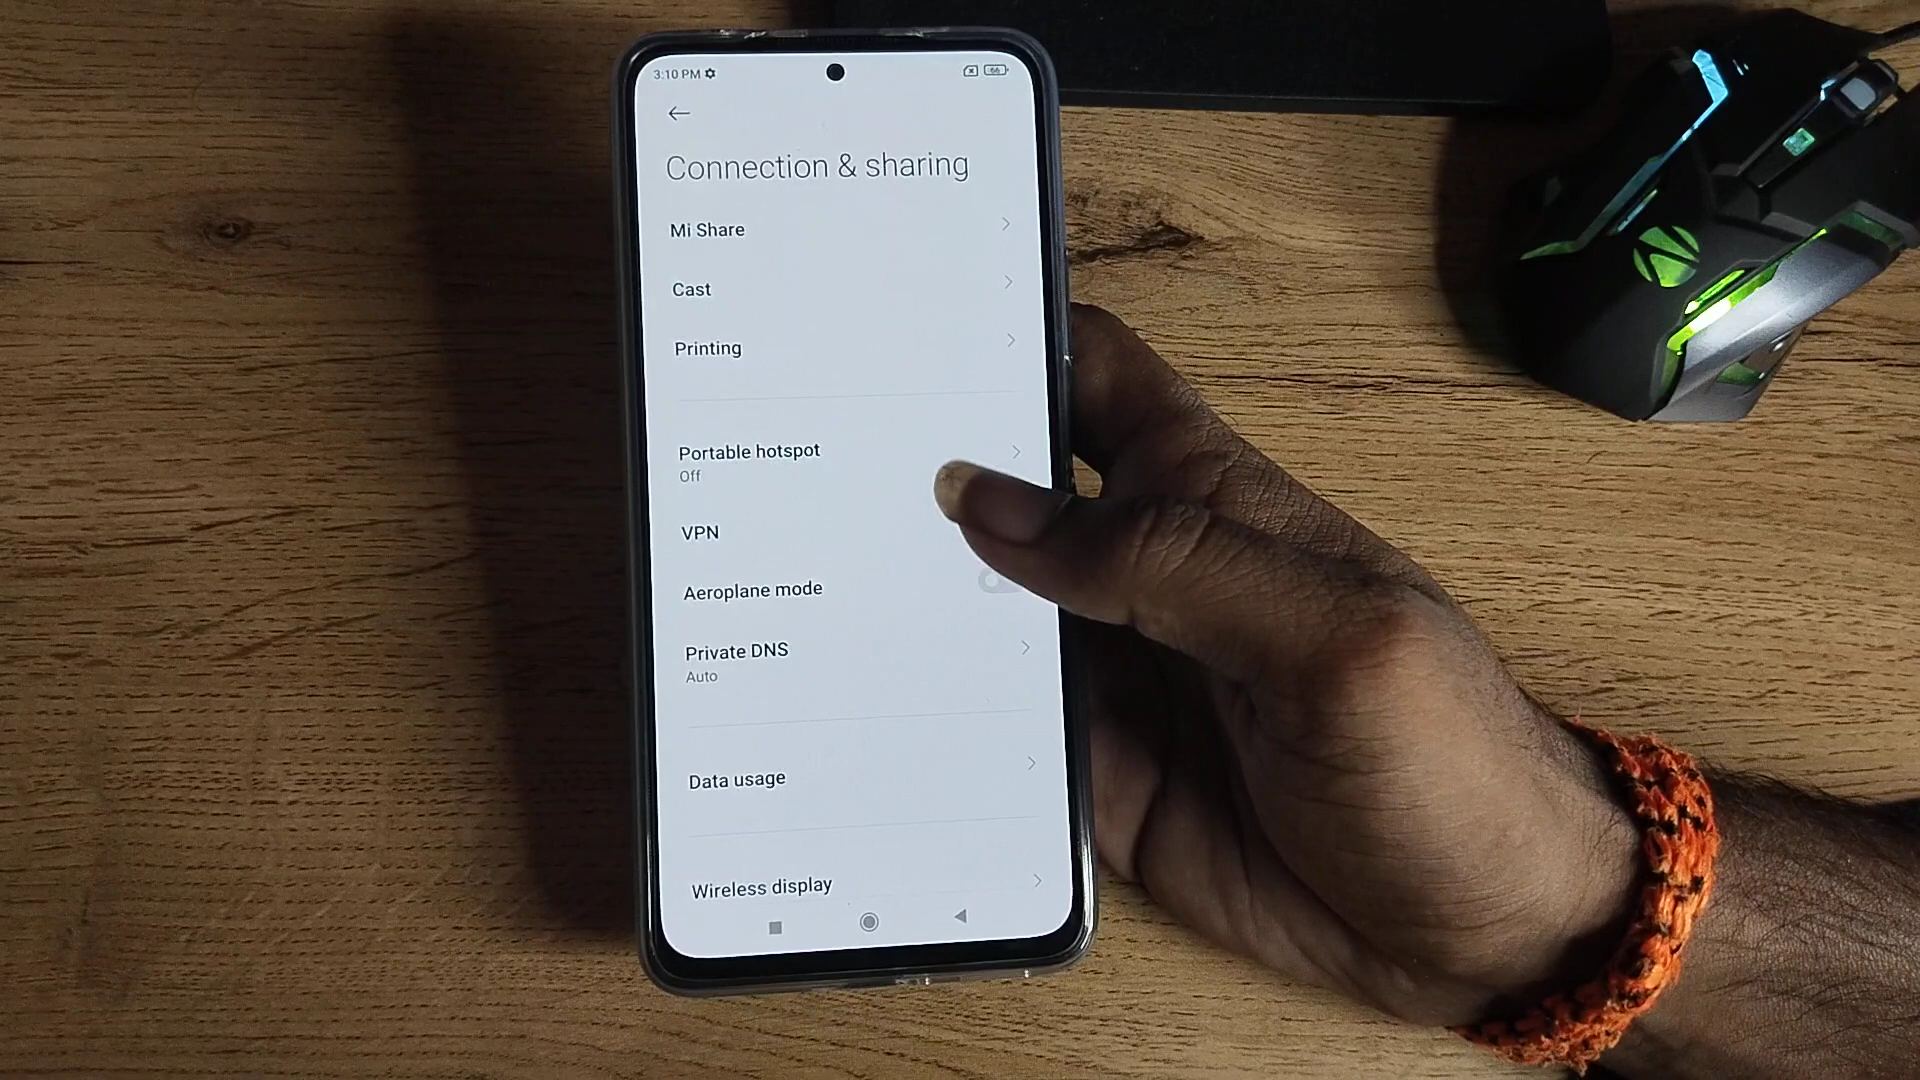 3:10 PM
66
Connection & sharing
Mi Share
Cast
Printing
Portable hotspot
Off
VPN
Aeroplane mode
Private DNS
Auto
Data usage
Wireless display